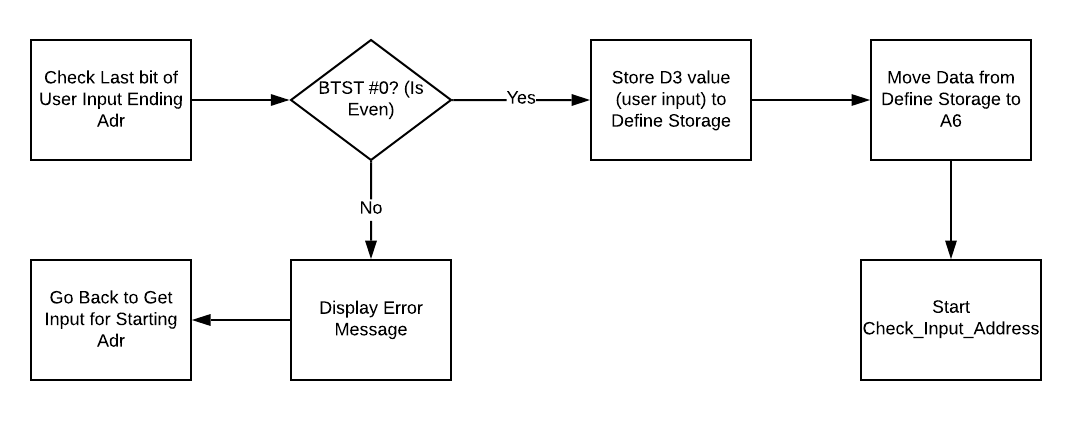 Check Last bit of
User Input Ending
Adr
BTST #0? (Is
Even)
Yes
Store D3 value
(user input) to
Define Storage
Move Data from
Define Storage to
A6
No
Go Back to Get
Input for Starting
Adr
Display Error
Message
Start
Check_Input_Address